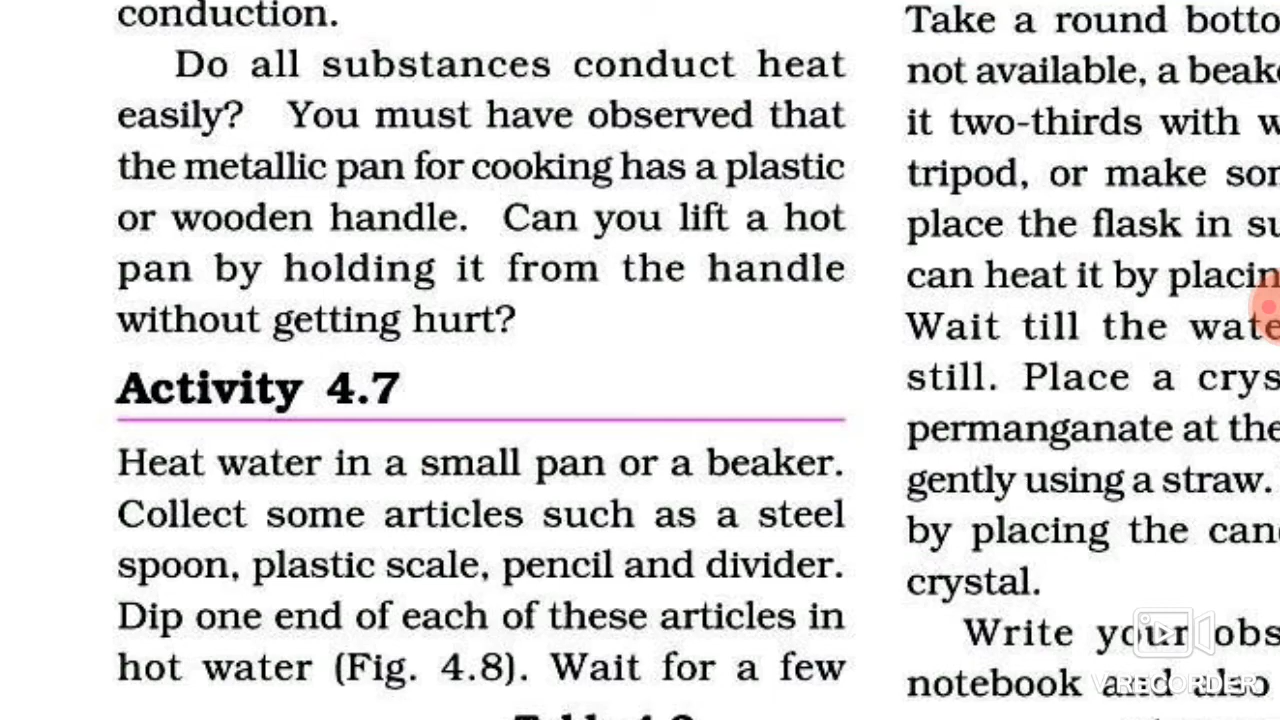 conduction.
Do all substances conduct heat
easily? You must have observed that
the metallic pan for cooking has a plastic
or wooden handle. Can you lift a hot
pan by holding it from the handle
without getting hurt?
Activity 4.7
Heat water in a small pan or a beaker.
Collect some articles such as a steel
spoon, plastic scale, pencil and divider.
Dip one end of each of these articles in
hot water (Fig. 4.8). Wait for a few
Take a round botto
not available, a beak
it two-thirds with w
tripod, or make so
place the flask in su
can heat it by placin
Wait till the wate
still. Place a crys
permanganate at the
gently using a straw.
by placing the can
crystal.
Write your obs
notebook and also
VRECORDER